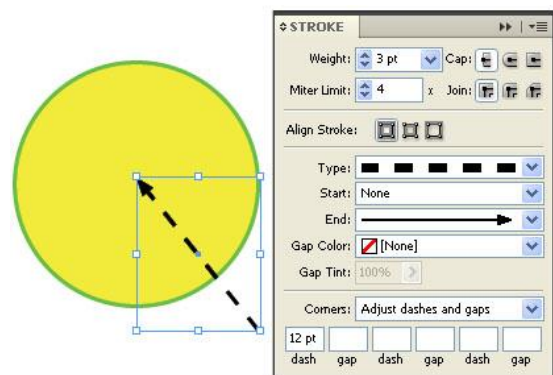 STROKE
Weight: 3 pt Cap:
Miter Limit: 4 x Join:
Align Stroke:
Type:
Start: None
End:
Gap Color: [None]
Gap Tint: 100%
Corners: Adjust dashes and gaps
12 pt
dash gap dash gap dash gap